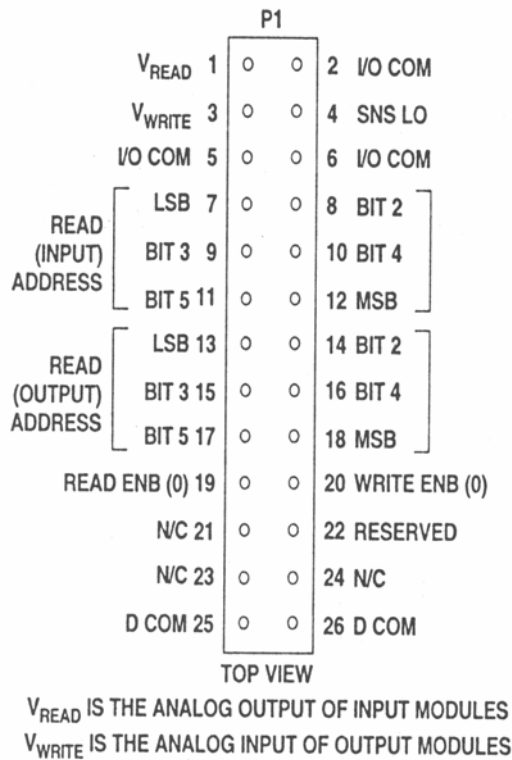 P1
V_READ 1 2 I/O COM
V_WRITE 3 4 SNS LO
I/O COM 5 6 I/O COM
LSB 7 8 BIT 2
READ (INPUT) ADDRESS
BIT 3 9 10 BIT 4
BIT 5 11 12 MSB
LSB 13 14 BIT 2
READ (OUTPUT) ADDRESS
BIT 3 15 16 BIT 4
BIT 5 17 18 MSB
READ ENB (0) 19 20 WRITE ENB (0)
N/C 21 22 RESERVED
N/C 23 24 N/C
D COM 25 26 D COM
TOP VIEW
V_READ IS THE ANALOG OUTPUT OF INPUT MODULES
V_WRITE IS THE ANALOG INPUT OF OUTPUT MODULES